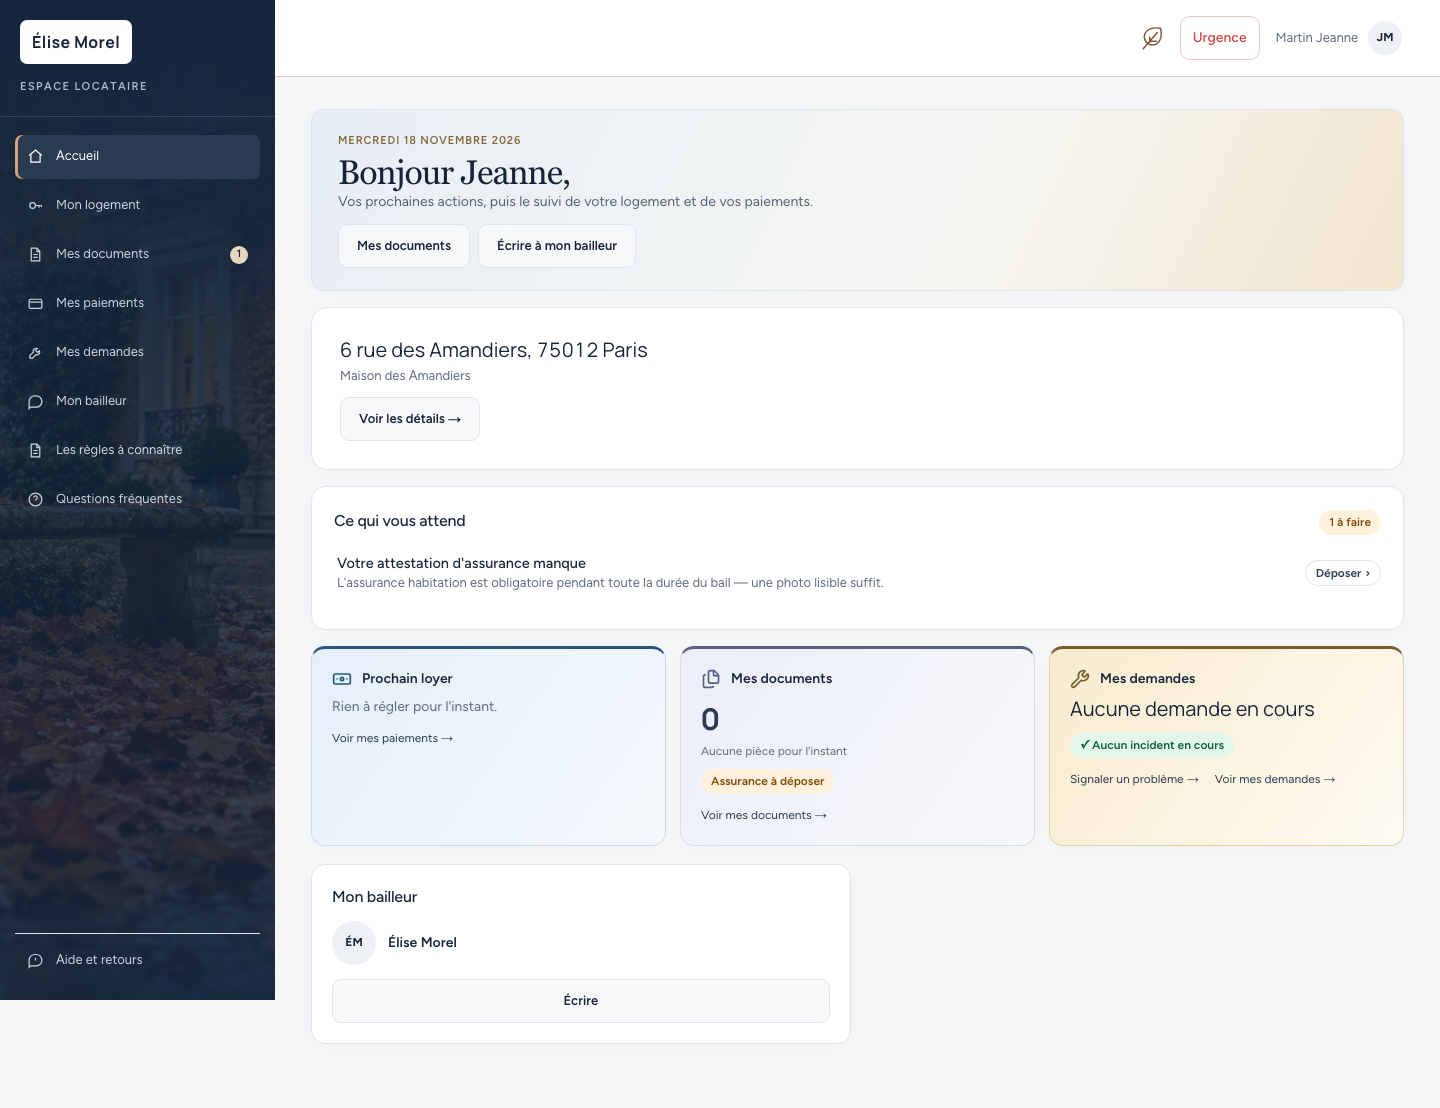 Élise Morel
ESPACE LOCATAIRE
Accueil
Mon logement
Mes documents
1
Mes paiements
Mes demandes
Mon bailleur
Les règles à connaître
Questions fréquentes
Aide et retours
Urgence
Martin Jeanne
JM
MERCREDI 18 NOVEMBRE 2026
Bonjour Jeanne,
Vos prochaines actions, puis le suivi de votre logement et de vos paiements.
Mes documents
Écrire à mon bailleur
6 rue des Amandiers, 75012 Paris
Maison des Amandiers
Voir les détails →
Ce qui vous attend
1 à faire
Votre attestation d'assurance manque
L'assurance habitation est obligatoire pendant toute la durée du bail — une photo lisible suffit.
Déposer ›
Prochain loyer
Rien à régler pour l'instant.
Voir mes paiements →
Mes documents
0
Aucune pièce pour l'instant
Assurance à déposer
Voir mes documents →
Mes demandes
Aucune demande en cours
✓ Aucun incident en cours
Signaler un problème →
Voir mes demandes →
Mon bailleur
ÉM
Élise Morel
Écrire